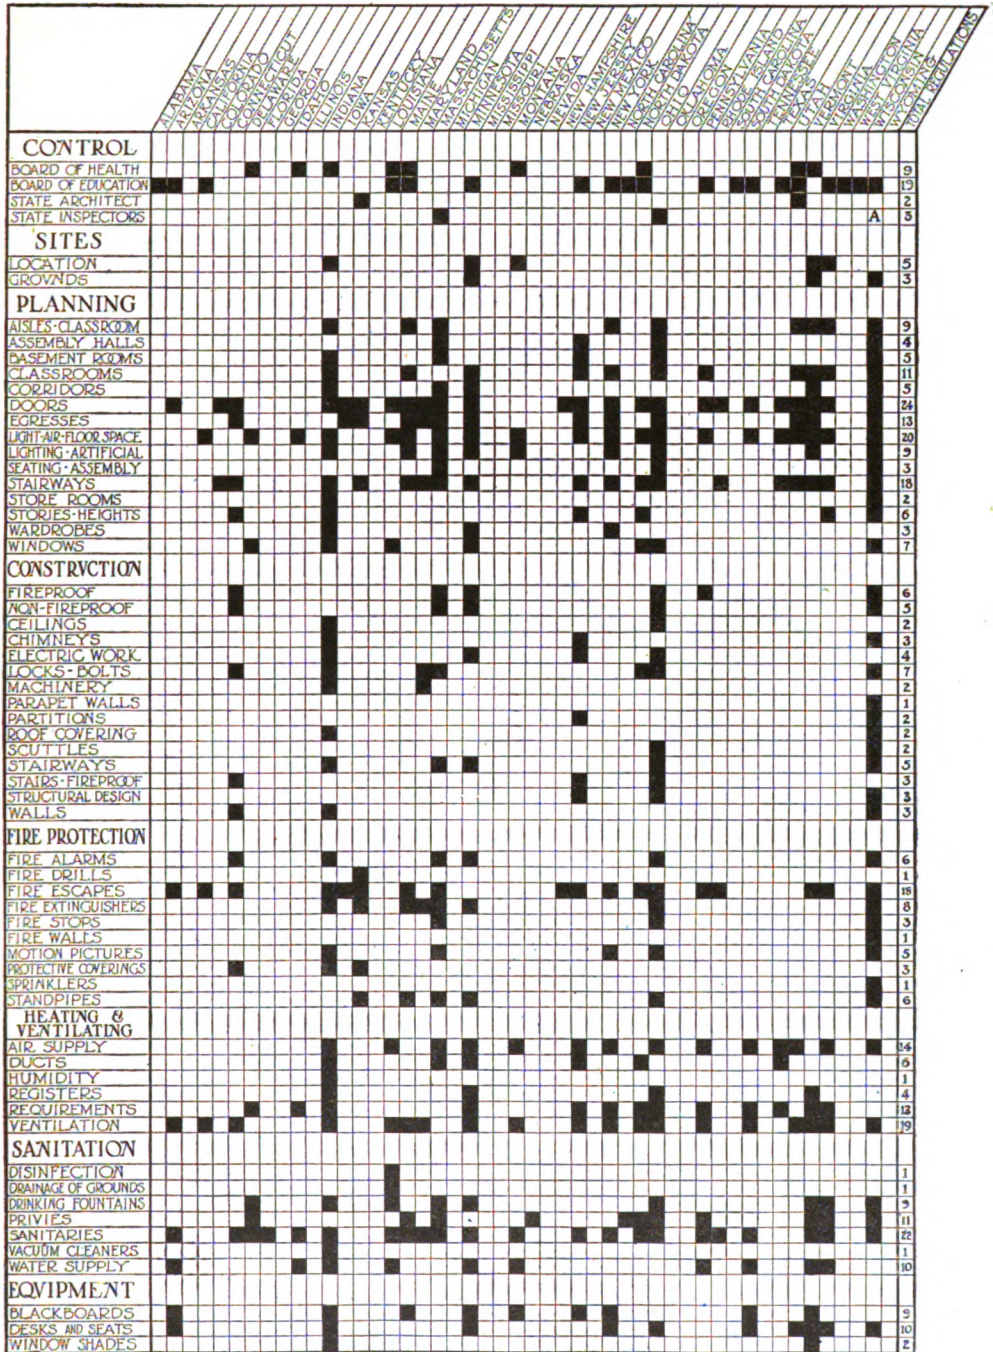 ALABAMA
ARIZONA
ARKANSAS
CALIFORNIA
COLORADO
CONNECTICUT
DELAWARE
FLORIDA
GEORGIA
IDAHO
ILLINOIS
INDIANA
IOWA
KANSAS
KENTUCKY
LOUISIANA
MAINE
MARYLAND
MASSACHUSETTS
MICHIGAN
MINNESOTA
MISSISSIPPI
MISSOURI
MONTANA
NEBRASKA
NEVADA
NEW HAMPSHIRE
NEW JERSEY
NEW MEXICO
NEW YORK
NORTH CAROLINA
NORTH DAKOTA
OHIO
OKLAHOMA
OREGON
PENNSYLVANIA
RHODE ISLAND
SOUTH CAROLINA
SOUTH DAKOTA
TENNESSEE
TEXAS
UTAH
VERMONT
VIRGINIA
WASHINGTON
WEST VIRGINIA
WISCONSIN
WYOMING
TOTAL REGULATIONS
CONTROL
BOARD OF HEALTH 9
BOARD OF EDUCATION 19
STATE ARCHITECT 2
STATE INSPECTORS A 3
SITES
LOCATION 5
GROVNDS 3
PLANNING
AISLES-CLASSROOM 9
ASSEMBLY HALLS 4
BASEMENT ROOMS 5
CLASSROOMS 11
CORRIDORS 5
DOORS 24
EGRESSES 13
LIGHT-AIR-FLOOR SPACE 20
LIGHTING-ARTIFICIAL 9
SEATING-ASSEMBLY 3
STAIRWAYS 18
STORE ROOMS 2
STORIES-HEIGHTS 6
WARDROBES 3
WINDOWS 7
CONSTRVCTION
FIREPROOF 6
NON-FIREPROOF 5
CEILINGS 2
CHIMNEYS 3
ELECTRIC WORK 4
LOCKS-BOLTS 7
MACHINERY 2
PARAPET WALLS 1
PARTITIONS 2
ROOF COVERING 2
SCUTTLES 2
STAIRWAYS 5
STAIRS-FIREPROOF 3
STRUCTURAL DESIGN 3
WALLS 3
FIRE PROTECTION
FIRE ALARMS 6
FIRE DRILLS 1
FIRE ESCAPES 18
FIRE EXTINGUISHERS 8
FIRE STOPS 3
FIRE WALLS 1
MOTION PICTURES 5
PROTECTIVE COVERINGS 3
SPRINKLERS 1
STANDPIPES 6
HEATING &
VENTILATING
AIR SUPPLY 14
DUCTS 6
HUMIDITY 1
REGISTERS 4
REQUIREMENTS 13
VENTILATION 19
SANITATION
DISINFECTION 1
DRAINAGE OF GROUNDS 1
DRINKING FOUNTAINS 9
PRIVIES 11
SANITARIES 22
VACUUM CLEANERS 1
WATER SUPPLY 10
EQVIPMENT
BLACKBOARDS 9
DESKS AND SEATS 10
WINDOW SHADES 2